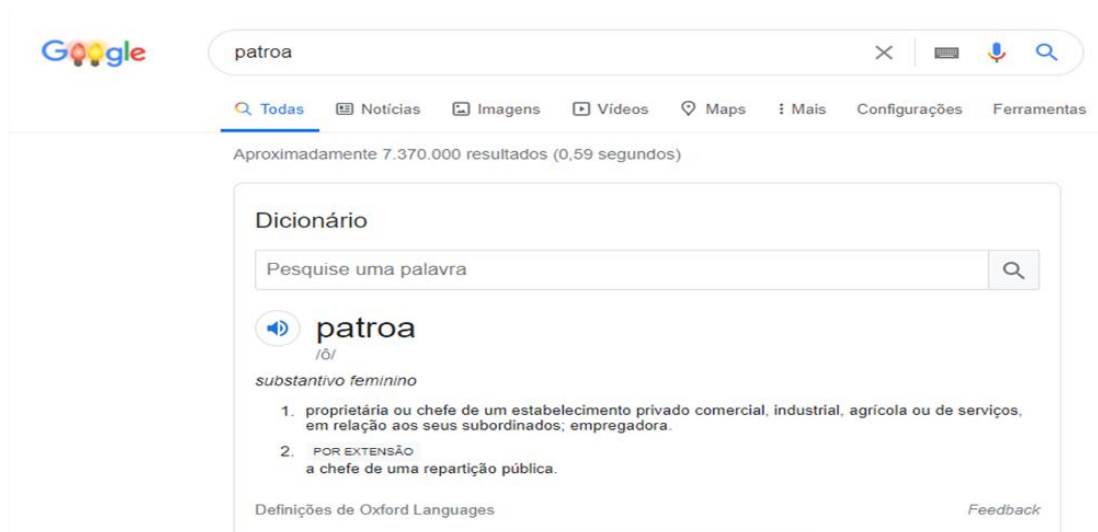 Google
patroa
Todas Notícias Imagens Vídeos Maps Mais Configurações Ferramentas
Aproximadamente 7.370.000 resultados (0,59 segundos)
Dicionário
Pesquise uma palavra
patroa
/ô/
substantivo feminino
1. proprietária ou chefe de um estabelecimento privado comercial, industrial, agrícola ou de serviços,
em relação aos seus subordinados; empregadora.
2. POR EXTENSÃO
a chefe de uma repartição pública.
Definições de Oxford Languages Feedback